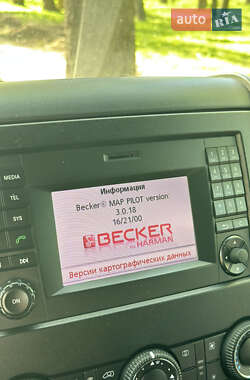 auto RIA
MEDIA
TEL
SYS
ON
Информация
Becker® MAP PILOT version:
3.0.18
16/21/00
BECKER
by HARMAN
Версии картографических данных